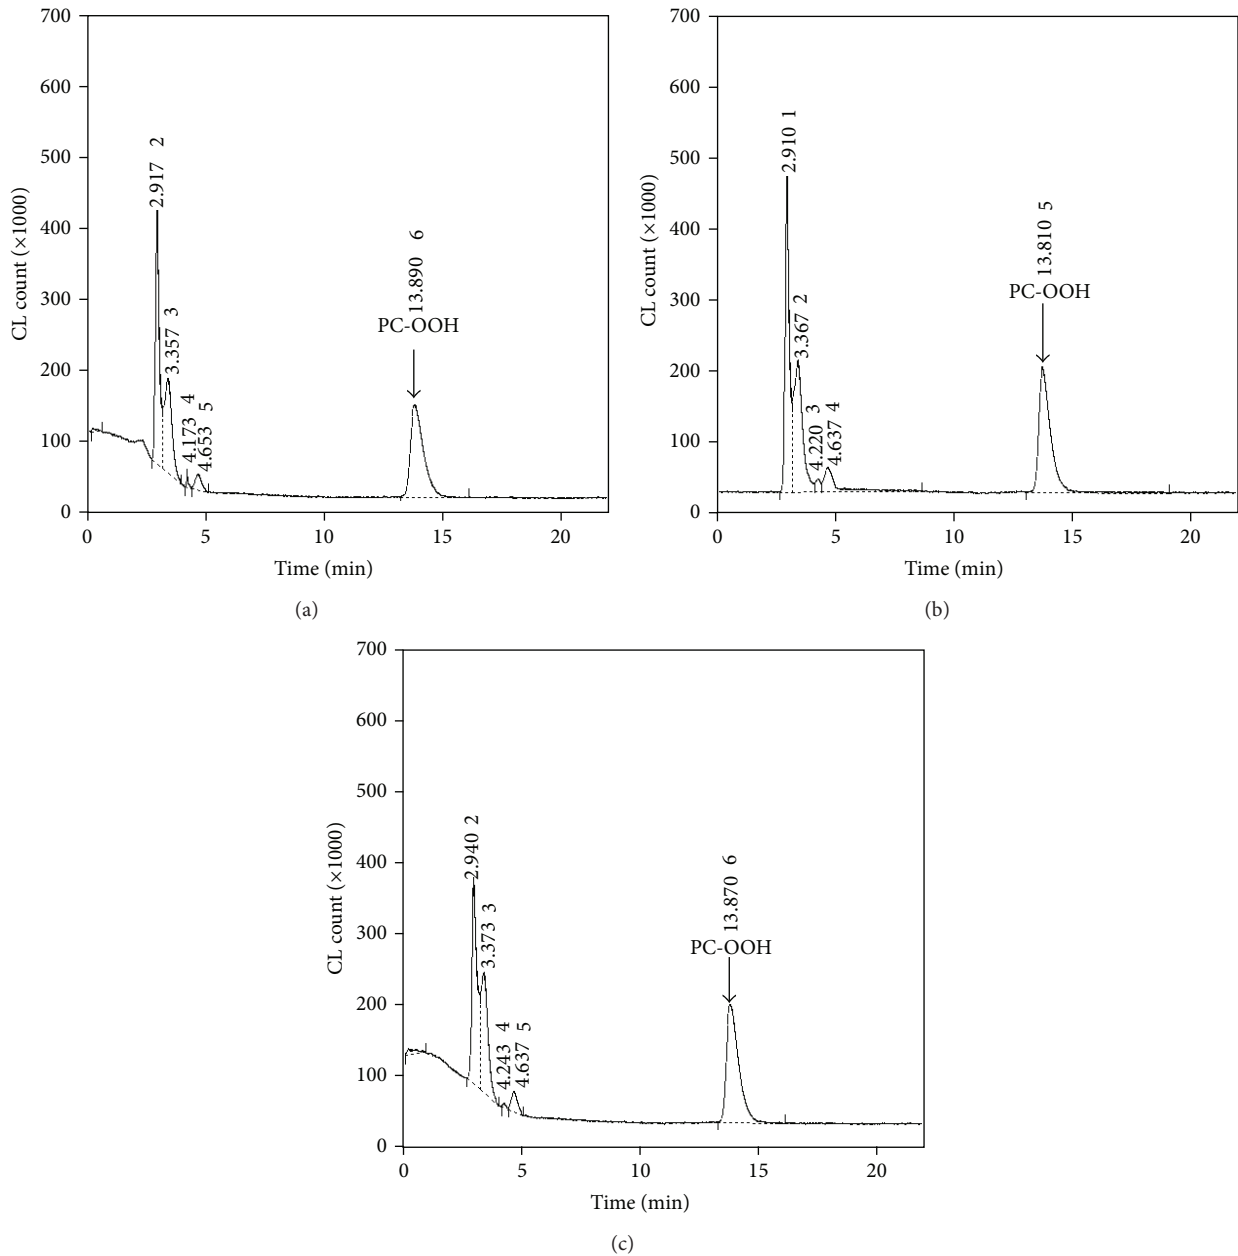 700
600
500
400
300
200
100
0
CL count (×1000)
2.917 2
3.357 3
4.173 4
4.653 5
13.890 6
PC-OOH
0 5 10 15 20
Time (min)
(a)
700
600
500
400
300
200
100
0
CL count (×1000)
2.910 1
3.367 2
4.220 3
4.637 4
13.810 5
PC-OOH
0 5 10 15 20
Time (min)
(b)
700
600
500
400
300
200
100
0
CL count (×1000)
2.940 2
3.373 3
4.243 4
4.637 5
13.870 6
PC-OOH
0 5 10 15 20
Time (min)
(c)